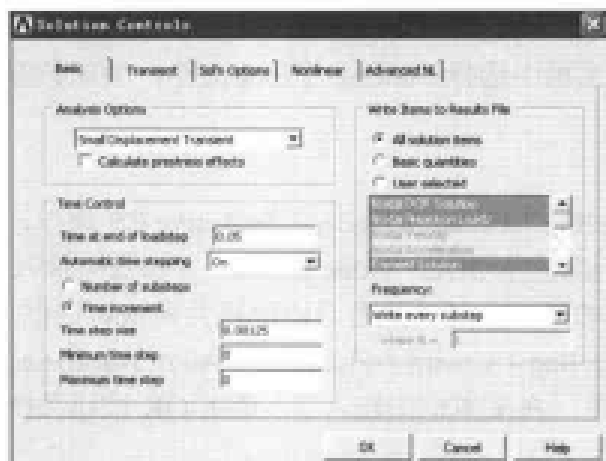 Solution Controls
Basic Transient Sol'n Options Nonlinear Advanced NL
Analysis Options
Small Displacement Transient
Calculate prestress effects
Time Control
Time at end of loadstep 0.05
Automatic time stepping On
Number of substeps
Time increment
Time step size 0.00125
Minimum time step 0
Maximum time step 0
Write Items to Results File
All solution items
Basic quantities
User selected
Nodal DOF Solution
Nodal Reaction Loads
Nodal Velocity
Nodal Acceleration
Element Solution
Frequency:
Write every substep
where N =
OK Cancel Help